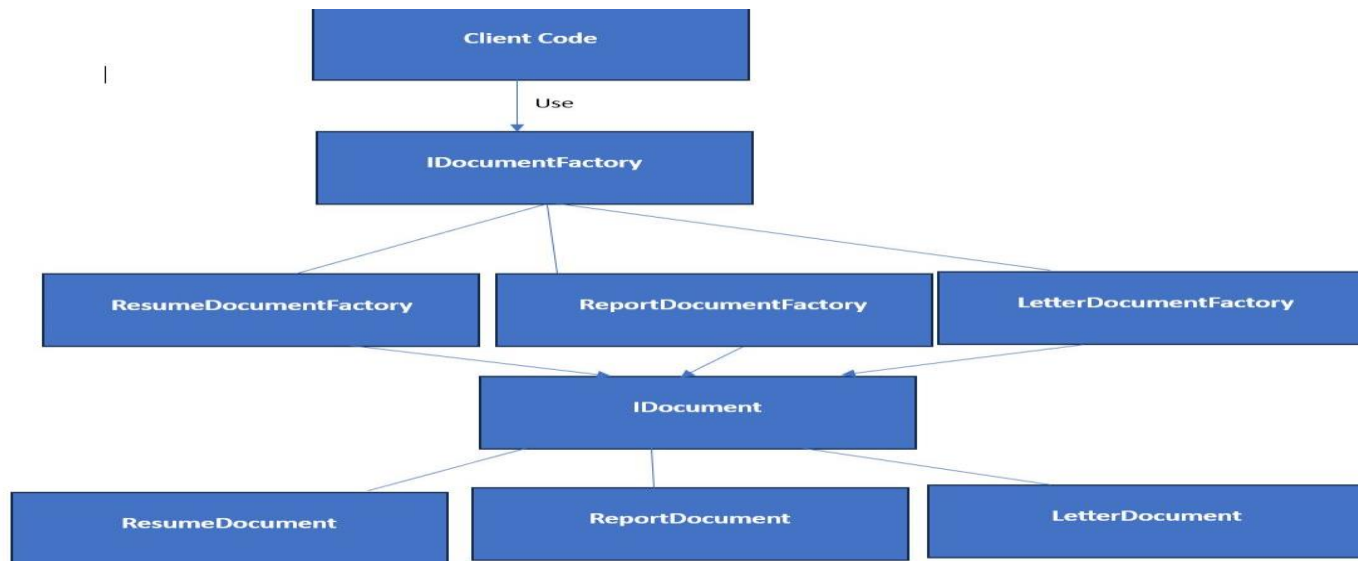 Client Code
Use
IDocumentFactory
ResumeDocumentFactory
ReportDocumentFactory
LetterDocumentFactory
IDocument
ResumeDocument
ReportDocument
LetterDocument